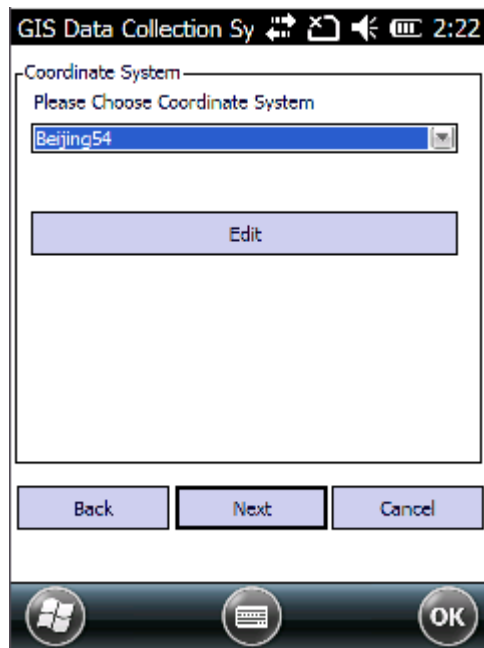 GIS Data Collection Sy 2:22
Coordinate System
Please Choose Coordinate System
Beijing54
Edit
Back Next Cancel
OK